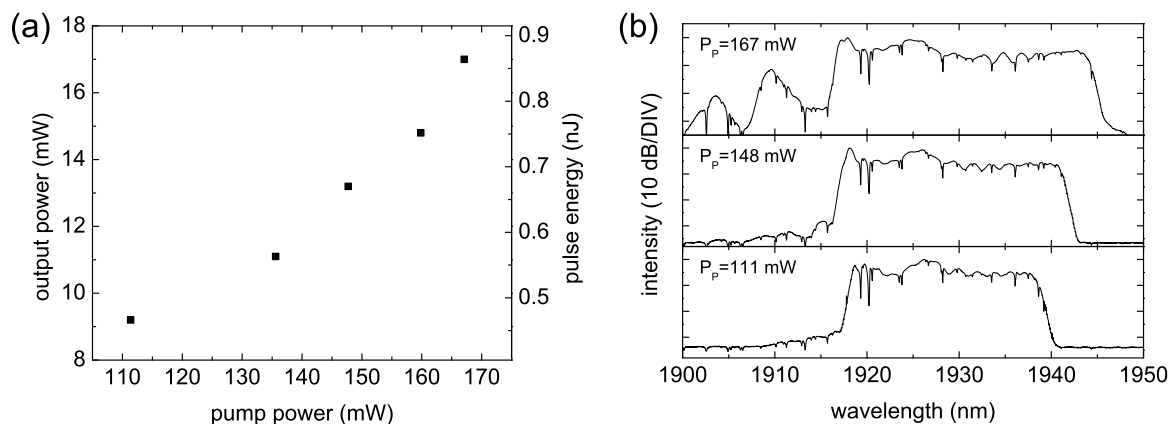 (a)
18
16
14
12
10
8
output power (mW)
110 120 130 140 150 160 170
pump power (mW)
0.9
0.8
0.7
0.6
0.5
pulse energy (nJ)
(b)
intensity (10 dB/DIV)
P_P=167 mW
P_P=148 mW
P_P=111 mW
1900 1910 1920 1930 1940 1950
wavelength (nm)